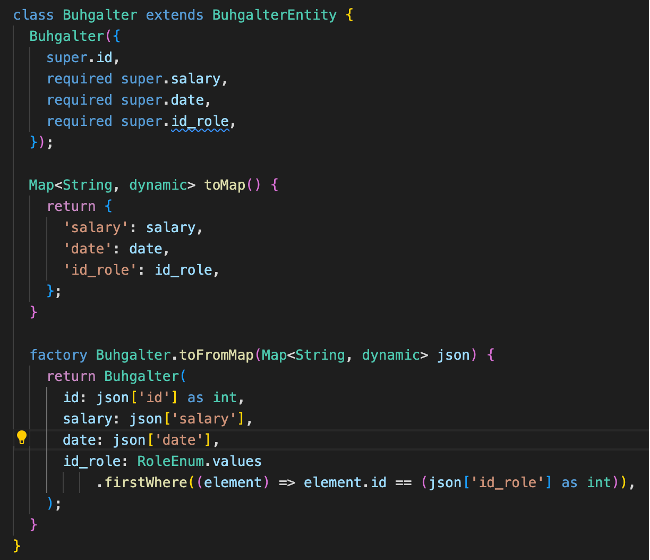 class Buhgalter extends BuhgalterEntity {
  Buhgalter({
    super.id,
    required super.salary,
    required super.date,
    required super.id_role,
  });

  Map<String, dynamic> toMap() {
    return {
      'salary': salary,
      'date': date,
      'id_role': id_role,
    };
  }

  factory Buhgalter.toFromMap(Map<String, dynamic> json) {
    return Buhgalter(
      id: json['id'] as int,
      salary: json['salary'],
      date: json['date'],
      id_role: RoleEnum.values
          .firstWhere((element) => element.id == (json['id_role'] as int)),
    );
  }
}